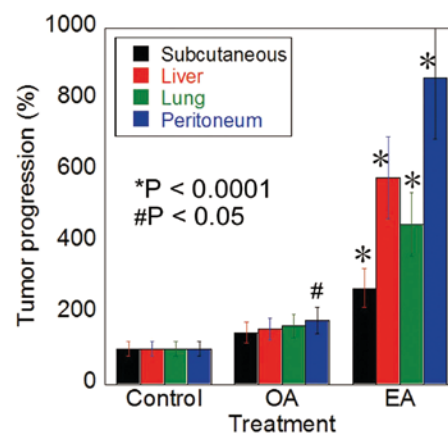 Tumor progression (%)
1000
800
600
400
200
0
Subcutaneous
Liver
Lung
Peritoneum
*P < 0.0001
#P < 0.05
#
*
*
*
*
Control OA EA
Treatment